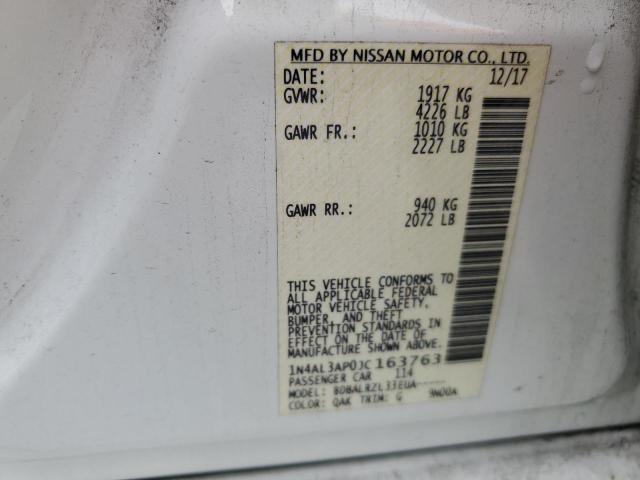 MFD BY NISSAN MOTOR CO., LTD.
DATE: 12/17
GVWR: 1917 KG
4226 LB
GAWR FR.: 1010 KG
2227 LB
GAWR RR.: 940 KG
2072 LB
THIS VEHICLE CONFORMS TO
ALL APPLICABLE FEDERAL
MOTOR VEHICLE SAFETY,
BUMPER, AND THEFT
PREVENTION STANDARDS IN
EFFECT ON THE DATE OF
MANUFACTURE SHOWN ABOVE.
1N4AL3AP0JC163763
PASSENGER CAR 114
MODEL: BDBALRZL33EUA-----
COLOR: QAK TRIM: G 9N00A